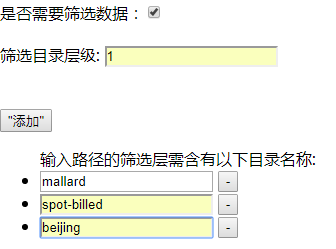 是否需要筛选数据：
筛选目录层级: 1
"添加"
输入路径的筛选层需含有以下目录名称:
mallard -
spot-billed -
beijing -